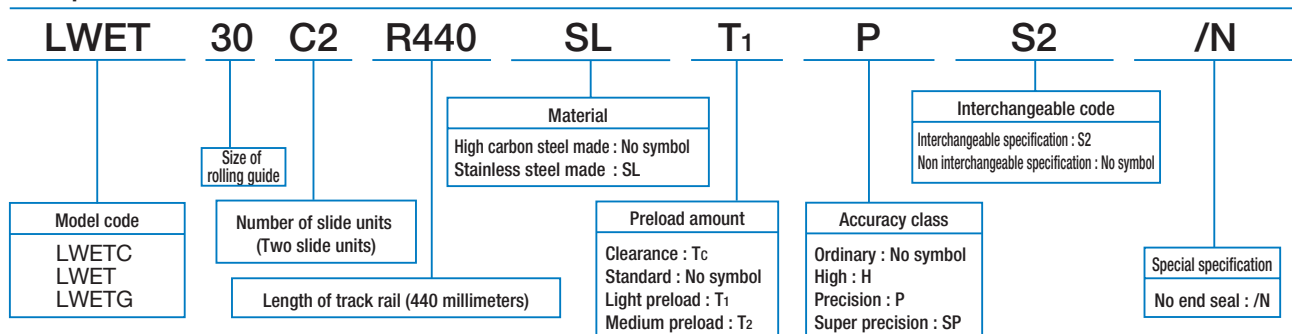 LWET 30 C2 R440 SL T1 P S2 /N
Material
High carbon steel made : No symbol
Stainless steel made : SL
Interchangeable code
Interchangeable specification : S2
Non interchangeable specification : No symbol
Size of
rolling guide
Model code
LWETC
LWET
LWETG
Number of slide units
(Two slide units)
Length of track rail (440 millimeters)
Preload amount
Clearance : Tc
Standard : No symbol
Light preload : T1
Medium preload : T2
Accuracy class
Ordinary : No symbol
High : H
Precision : P
Super precision : SP
Special specification
No end seal : /N